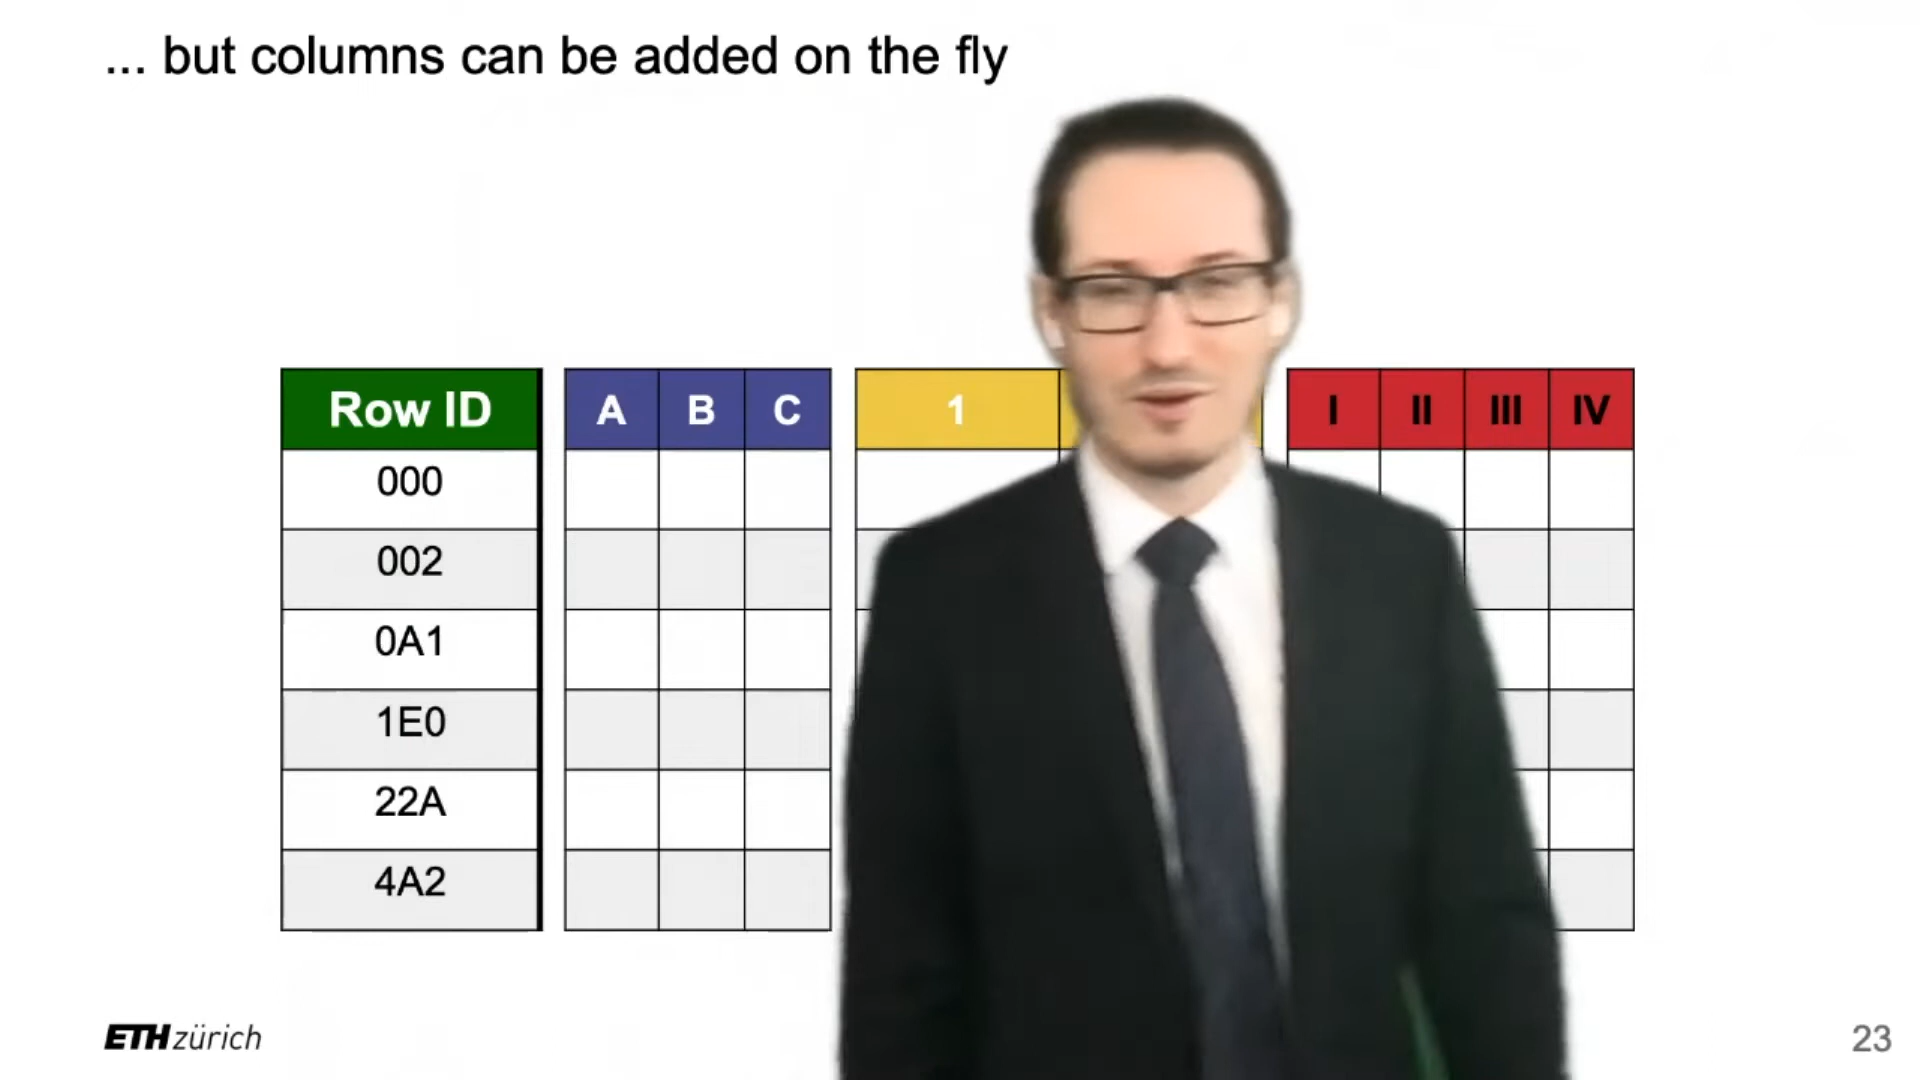 ... but columns can be added on the fly
Row ID A B C 1 I II III IV
000
002
0A1
1E0
22A
4A2
ETH zürich
23